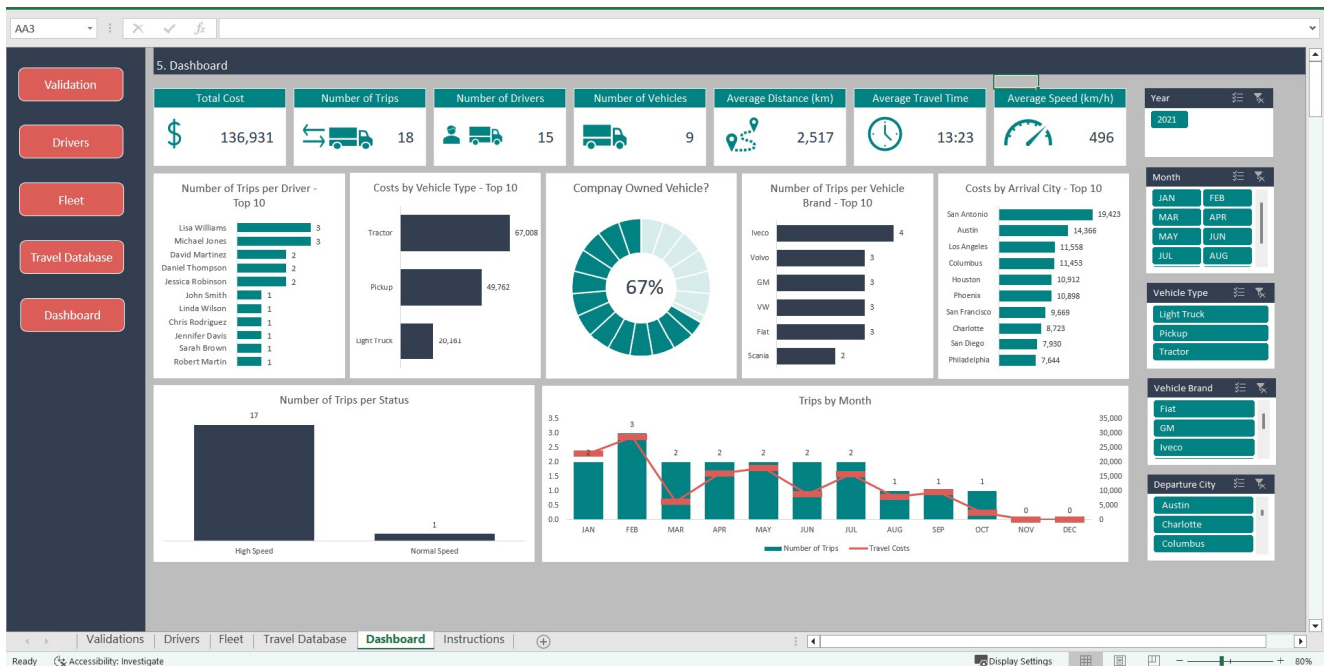 AA3
fx
Validation
Drivers
Fleet
Travel Database
Dashboard
5. Dashboard
Total Cost
136,931
Number of Trips
18
Number of Drivers
15
Number of Vehicles
9
Average Distance (km)
2,517
Average Travel Time
13:23
Average Speed (km/h)
496
Number of Trips per Driver -
Top 10
Lisa Williams 3
Michael Jones 3
David Martinez 2
Daniel Thompson 2
Jessica Robinson 2
John Smith 1
Linda Wilson 1
Chris Rodriguez 1
Jennifer Davis 1
Sarah Brown 1
Robert Martin 1
Costs by Vehicle Type - Top 10
Tractor 67,008
Pickup 49,762
Light Truck 20,161
Compnay Owned Vehicle?
67%
Number of Trips per Vehicle
Brand - Top 10
Iveco 4
Volvo 3
GM 3
VW 3
Fiat 3
Scania 2
Costs by Arrival City - Top 10
San Antonio 19,423
Austin 14,366
Los Angeles 11,558
Columbus 11,453
Houston 10,912
Phoenix 10,898
San Francisco 9,669
Charlotte 8,723
San Diego 7,930
Philadelphia 7,644
Number of Trips per Status
17
1
High Speed Normal Speed
Trips by Month
3.5
3.0
2.5
2.0
1.5
1.0
0.5
0.0
2 3 2 2 2 2 2 1 1 1 0 0
35,000
30,000
25,000
20,000
15,000
10,000
5,000
0
JAN FEB MAR APR MAY JUN JUL AUG SEP OCT NOV DEC
Number of Trips Travel Costs
Year
2021
Month
JAN FEB
MAR APR
MAY JUN
JUL AUG
Vehicle Type
Light Truck
Pickup
Tractor
Vehicle Brand
Fiat
GM
Iveco
Departure City
Austin
Charlotte
Columbus
Validations Drivers Fleet Travel Database Dashboard Instructions
Ready Accessibility: Investigate Display Settings 80%